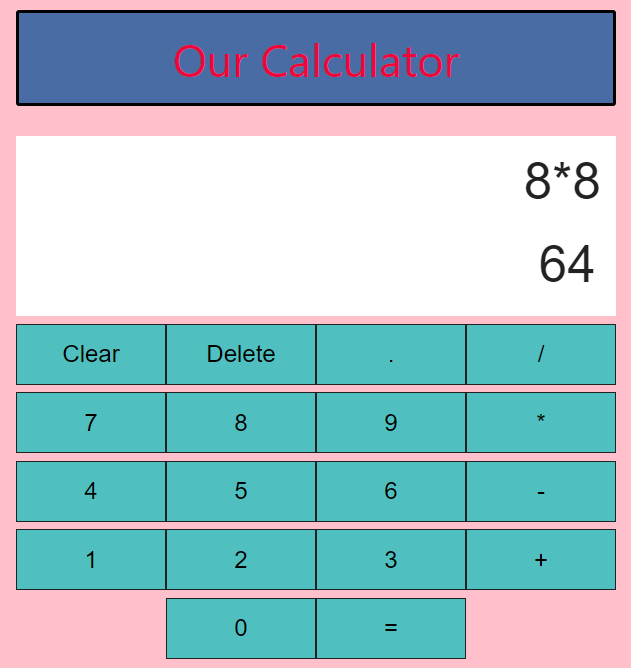 Our Calculator
8*8
64
Clear Delete . /
7 8 9 *
4 5 6 -
1 2 3 +
0 =